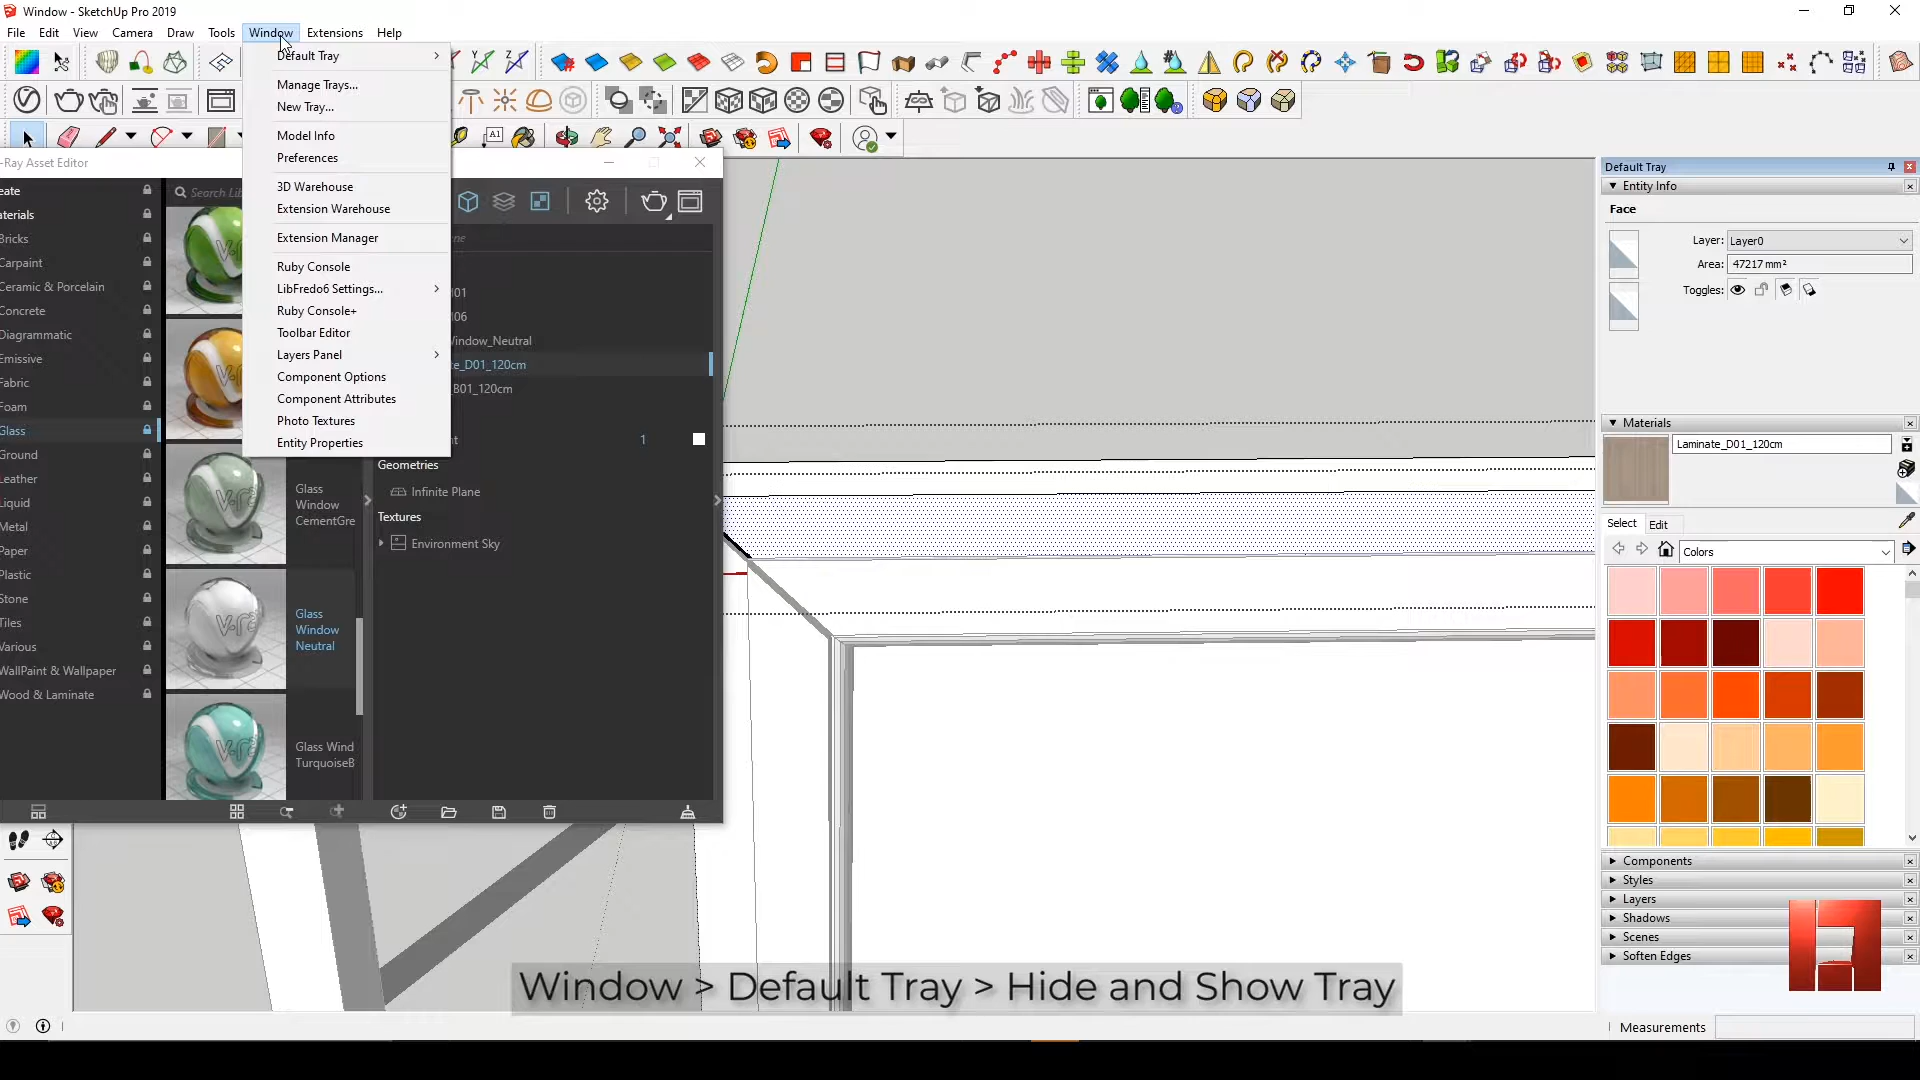 Window - SketchUp Pro 2019
File Edit View Camera Draw Tools Window Extensions Help
Default Tray
Manage Trays...
New Tray...
Model Info
Preferences
3D Warehouse
Extension Warehouse
Extension Manager
Ruby Console
LibFredo6 Settings...
Ruby Console+
Toolbar Editor
Layers Panel
Component Options
Component Attributes
Photo Textures
Entity Properties
-Ray Asset Editor
eate
aterials
Bricks
Carpaint
Ceramic & Porcelain
Concrete
Diagrammatic
Emissive
Fabric
Foam
Glass
Ground
Leather
Liquid
Metal
Paper
Plastic
Stone
Tiles
Various
WallPaint & Wallpaper
Wood & Laminate
Search Lib
Glass
Window
CementGre
Glass
Window
Neutral
Glass Wind
TurquoiseB
ne
01
06
Window_Neutral
te_D01_120cm
B01_120cm
nt 1
Geometries
Infinite Plane
Textures
Environment Sky
Default Tray
Entity Info
Face
Layer: Layer0
Area: 47217 mm²
Toggles:
Materials
Laminate_D01_120cm
Select Edit
Colors
Components
Styles
Layers
Shadows
Scenes
Soften Edges
Window > Default Tray > Hide and Show Tray
Measurements